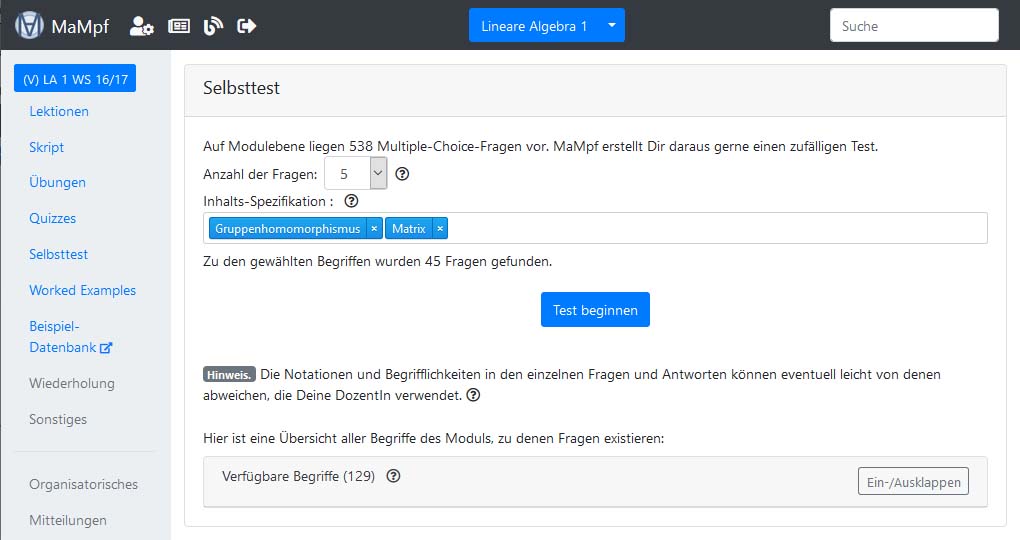 MaMpf
Lineare Algebra 1
Suche
(V) LA 1 WS 16/17
Lektionen
Skript
Übungen
Quizzes
Selbsttest
Worked Examples
Beispiel-
Datenbank
Wiederholung
Sonstiges
Organisatorisches
Mitteilungen
Selbsttest
Auf Modulebene liegen 538 Multiple-Choice-Fragen vor. MaMpf erstellt Dir daraus gerne einen zufälligen Test.
Anzahl der Fragen: 5
Inhalts-Spezifikation :
Gruppenhomomorphismus × Matrix ×
Zu den gewählten Begriffen wurden 45 Fragen gefunden.
Test beginnen
Hinweis. Die Notationen und Begrifflichkeiten in den einzelnen Fragen und Antworten können eventuell leicht von denen
abweichen, die Deine DozentIn verwendet.
Hier ist eine Übersicht aller Begriffe des Moduls, zu denen Fragen existieren:
Verfügbare Begriffe (129)
Ein-/Ausklappen